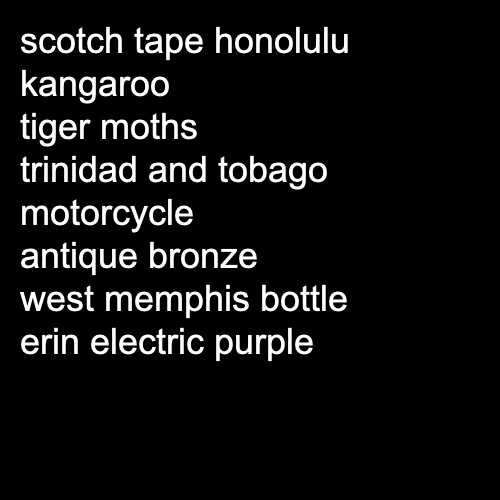 scotch tape honolulu
kangaroo
tiger moths
trinidad and tobago
motorcycle
antique bronze
west memphis bottle
erin electric purple